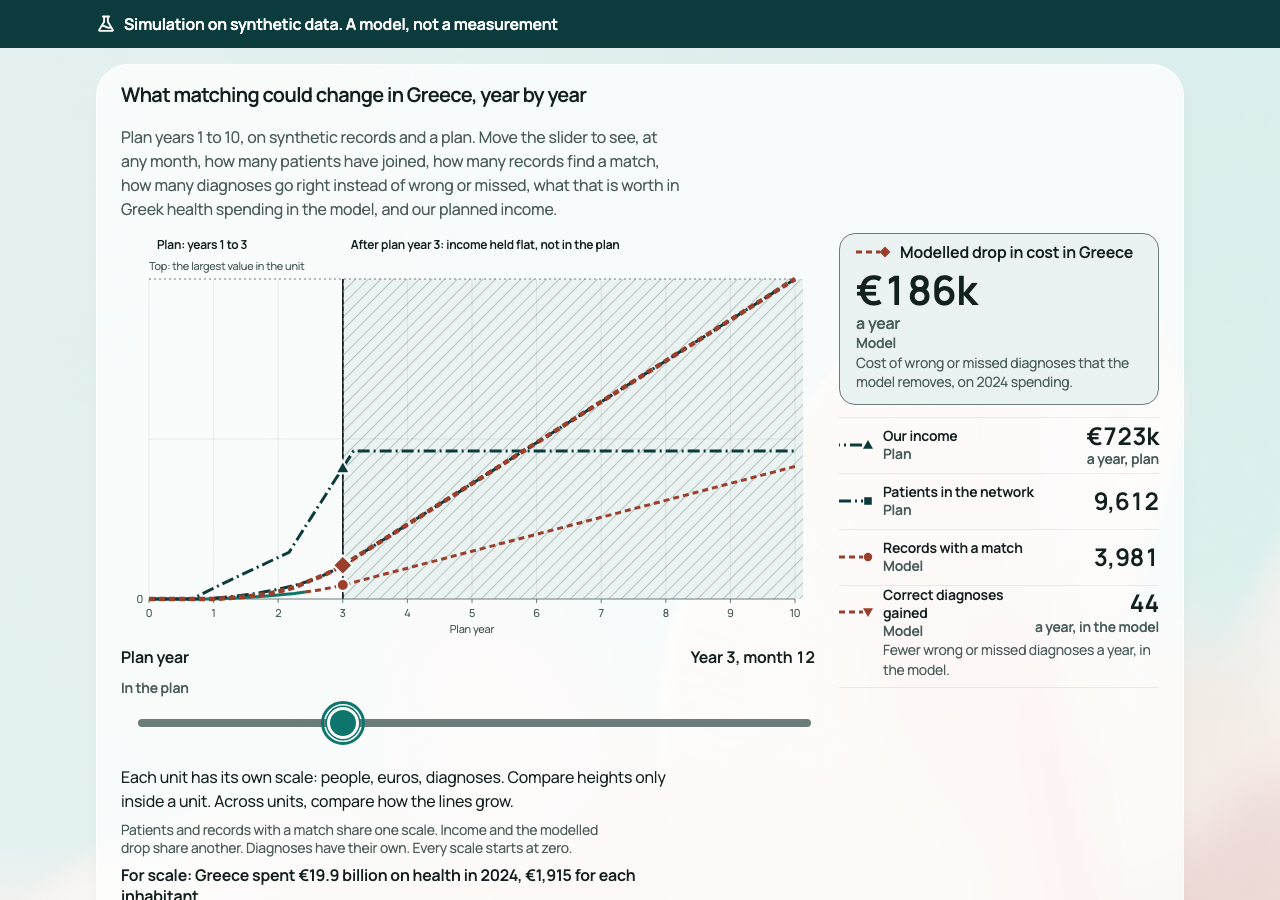 Simulation on synthetic data. A model, not a measurement
What matching could change in Greece, year by year
Plan years 1 to 10, on synthetic records and a plan. Move the slider to see, at
any month, how many patients have joined, how many records find a match,
how many diagnoses go right instead of wrong or missed, what that is worth in
Greek health spending in the model, and our planned income.
Plan: years 1 to 3
After plan year 3: income held flat, not in the plan
Top: the largest value in the unit
0
0 1 2 3 4 5 6 7 8 9 10
Plan year
Plan year
Year 3, month 12
In the plan
Each unit has its own scale: people, euros, diagnoses. Compare heights only
inside a unit. Across units, compare how the lines grow.
Patients and records with a match share one scale. Income and the modelled
drop share another. Diagnoses have their own. Every scale starts at zero.
For scale: Greece spent €19.9 billion on health in 2024, €1,915 for each
inhabitant
Modelled drop in cost in Greece
€186k
a year
Model
Cost of wrong or missed diagnoses that the
model removes, on 2024 spending.
Our income
Plan
€723k
a year, plan
Patients in the network
Plan
9,612
Records with a match
Model
3,981
Correct diagnoses
gained
Model
44
a year, in the model
Fewer wrong or missed diagnoses a year, in
the model.